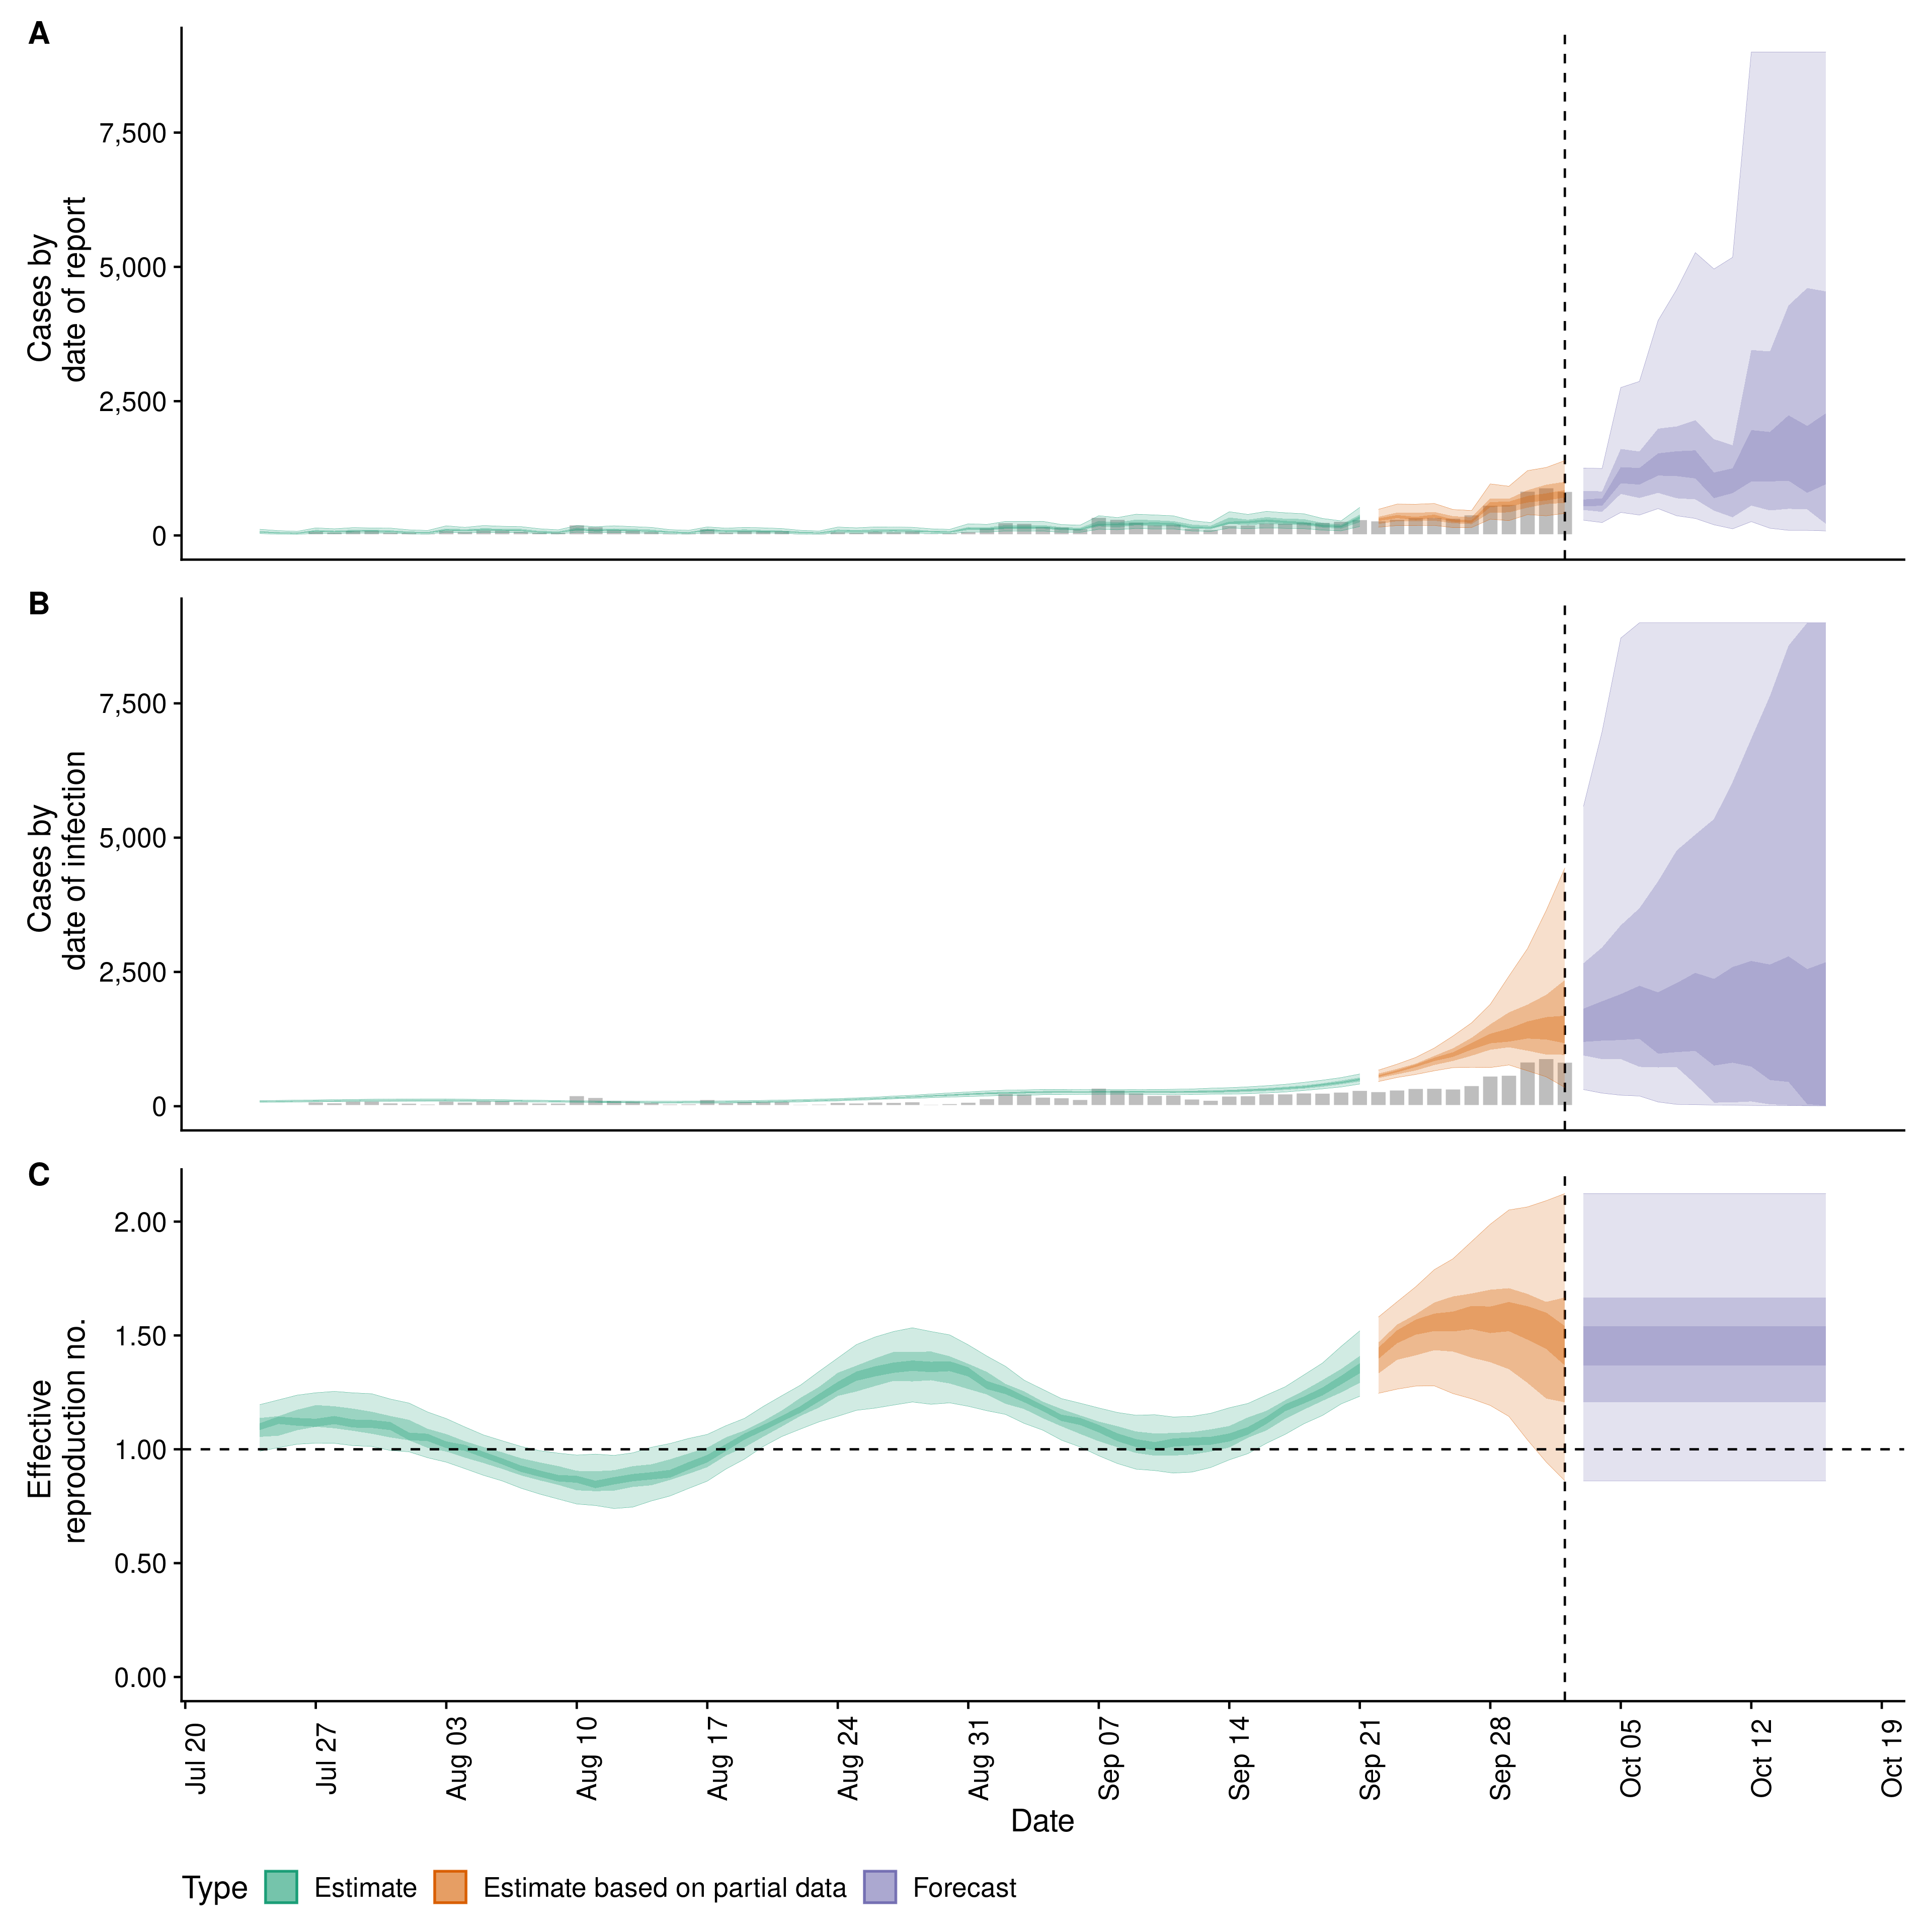 A
Cases by
date of report
7,500
5,000
2,500
0
B
Cases by
date of infection
7,500
5,000
2,500
0
C
Effective
reproduction no.
2.00
1.50
1.00
0.50
0.00
Jul 20
Jul 27
Aug 03
Aug 10
Aug 17
Aug 24
Aug 31
Sep 07
Sep 14
Sep 21
Sep 28
Oct 05
Oct 12
Oct 19
Date
Type Estimate Estimate based on partial data Forecast